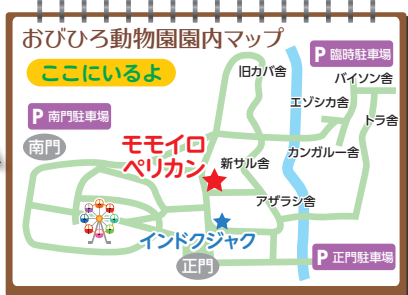 おびひろ動物園園内マップ
ここにいるよ
P 臨時駐車場
旧カバ舎
バイソン舎
エゾシカ舎
トラ舎
P 南門駐車場
南門
モモイロ
ペリカン
新サル舎
カンガルー舎
アザラシ舎
インドクジャク
正門
P 正門駐車場